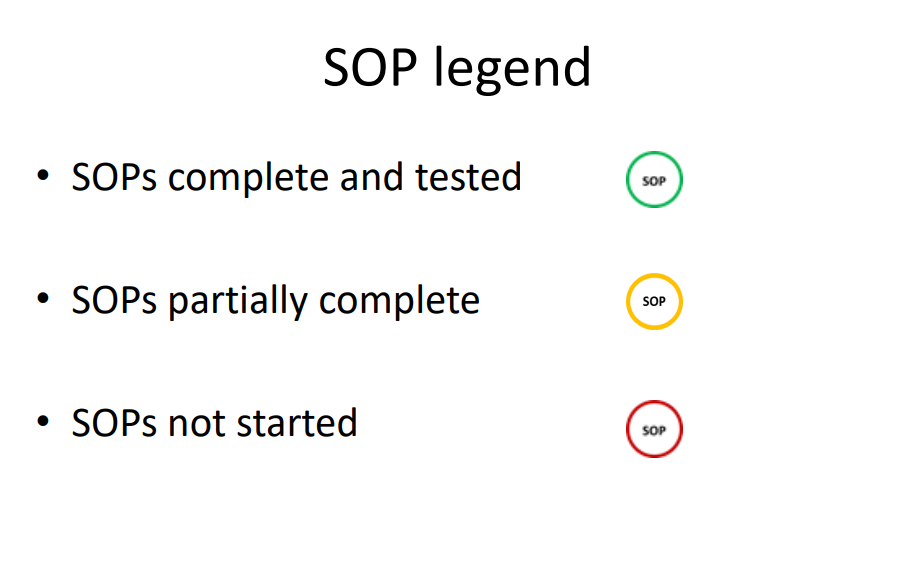 SOP legend
• SOPs complete and tested
SOP
• SOPs partially complete
SOP
• SOPs not started
SOP